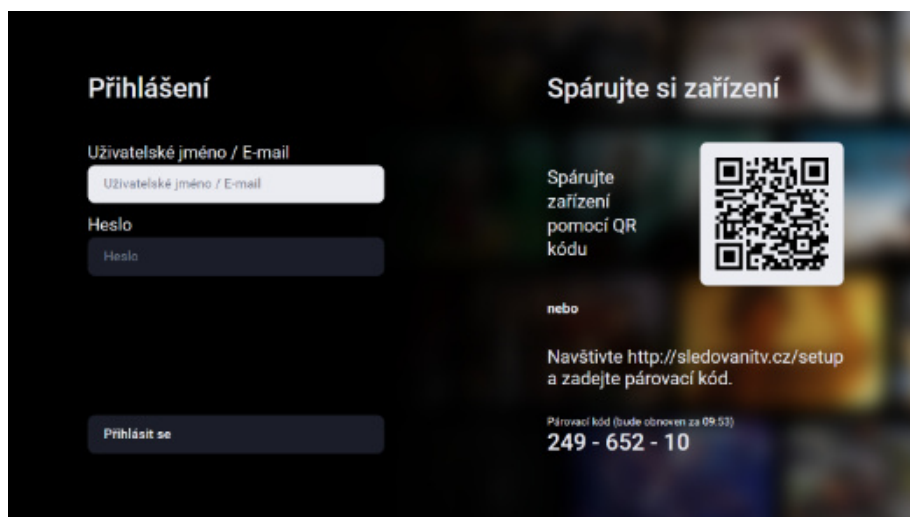 Přihlášení
Uživatelské jméno / E-mail
Uživatelské jméno / E-mail
Heslo
Heslo
Přihlásit se
Spárujte si zařízení
Spárujte
zařízení
pomocí QR
kódu
nebo
Navštivte http://sledovanitv.cz/setup
a zadejte párovací kód.
Párovací kód (bude obnoven za 09:53)
249 - 652 - 10